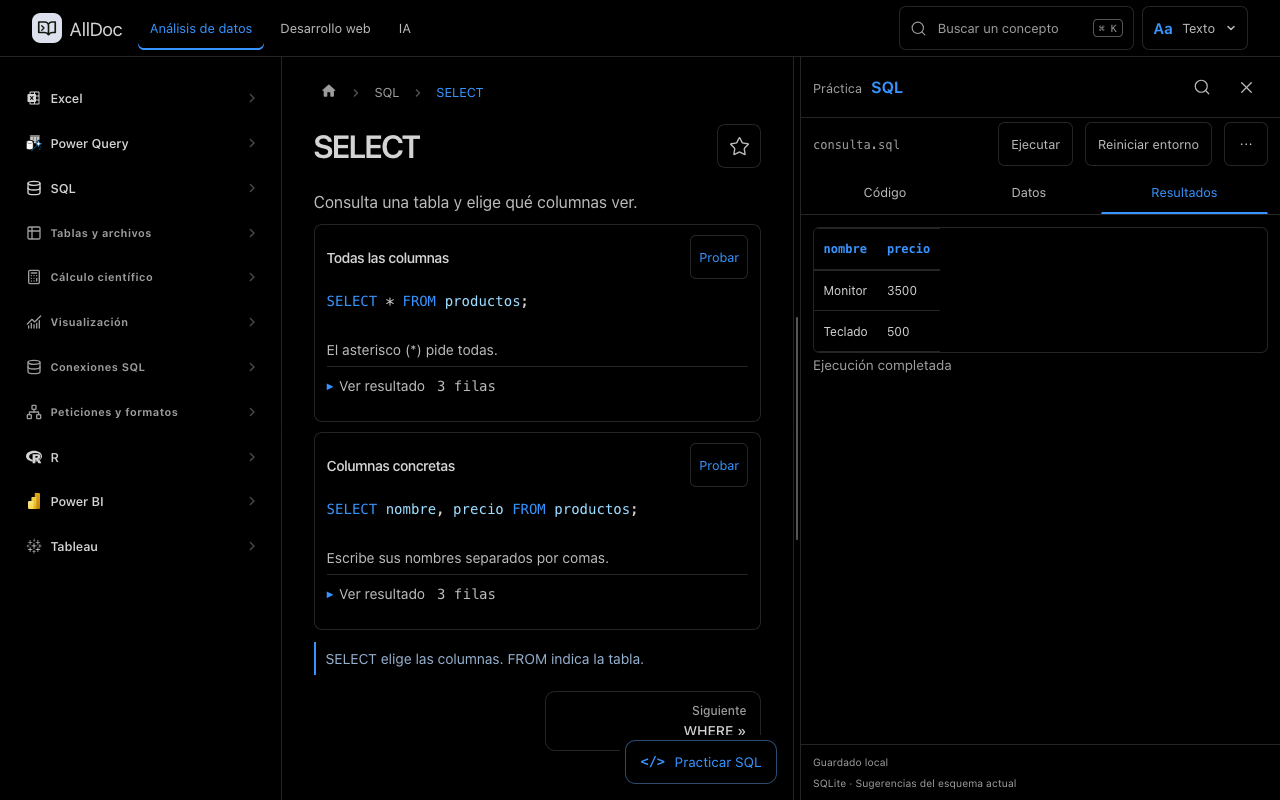 AllDoc
Análisis de datos
Desarrollo web
IA
Buscar un concepto
⌘ K
Aa Texto
Excel
Power Query
SQL
Tablas y archivos
Cálculo científico
Visualización
Conexiones SQL
Peticiones y formatos
R
Power BI
Tableau
SQL
SELECT
SELECT
Consulta una tabla y elige qué columnas ver.
Todas las columnas
Probar
SELECT * FROM productos;
El asterisco (*) pide todas.
Ver resultado 3 filas
Columnas concretas
Probar
SELECT nombre, precio FROM productos;
Escribe sus nombres separados por comas.
Ver resultado 3 filas
SELECT elige las columnas. FROM indica la tabla.
Siguiente
WHERE »
</> Practicar SQL
Práctica SQL
consulta.sql
Ejecutar
Reiniciar entorno
...
Código
Datos
Resultados
nombre precio
Monitor 3500
Teclado 500
Ejecución completada
Guardado local
SQLite · Sugerencias del esquema actual